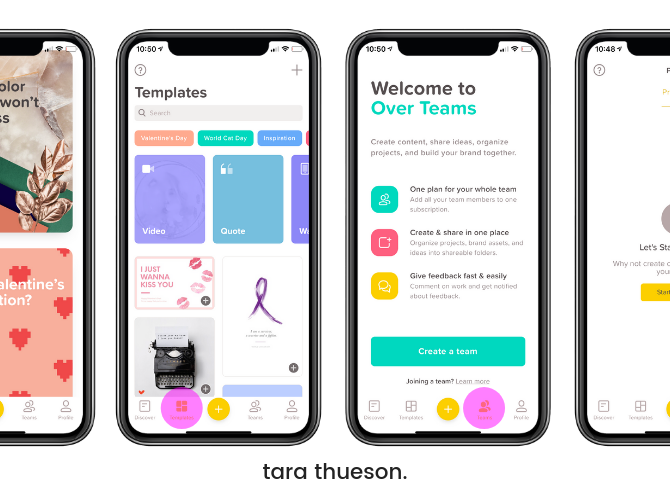 olor
won't
ss
alentine's
tion?
Teams
Profile
10:50
Templates
Search
Valentine's Day
World Cat Day
Inspiration
Video
Quote
I JUST
WANNA
KISS YOU
Discover
Templates
Teams
Profile
10:50
Welcome to
Over Teams
Create content, share ideas, organize
projects, and build your brand together.
One plan for your whole team
Add all your team members to one
subscription.
Create & share in one place
Organize projects, brand assets, and
ideas into shareable folders.
Give feedback fast & easily
Comment on work and get notified
about feedback.
Create a team
Joining a team? Learn more
Discover
Templates
Teams
Profile
10:48
Let's Sta
Why not create
your
Star
Discover
Templates
tara thueson.